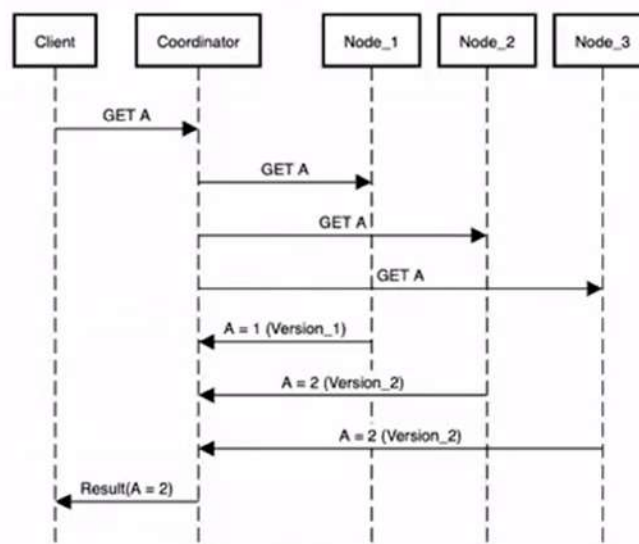 Client
Coordinator
Node_1
Node_2
Node_3
GET A
GET A
GET A
GET A
A = 1 (Version_1)
A = 2 (Version_2)
A = 2 (Version_2)
Result(A = 2)